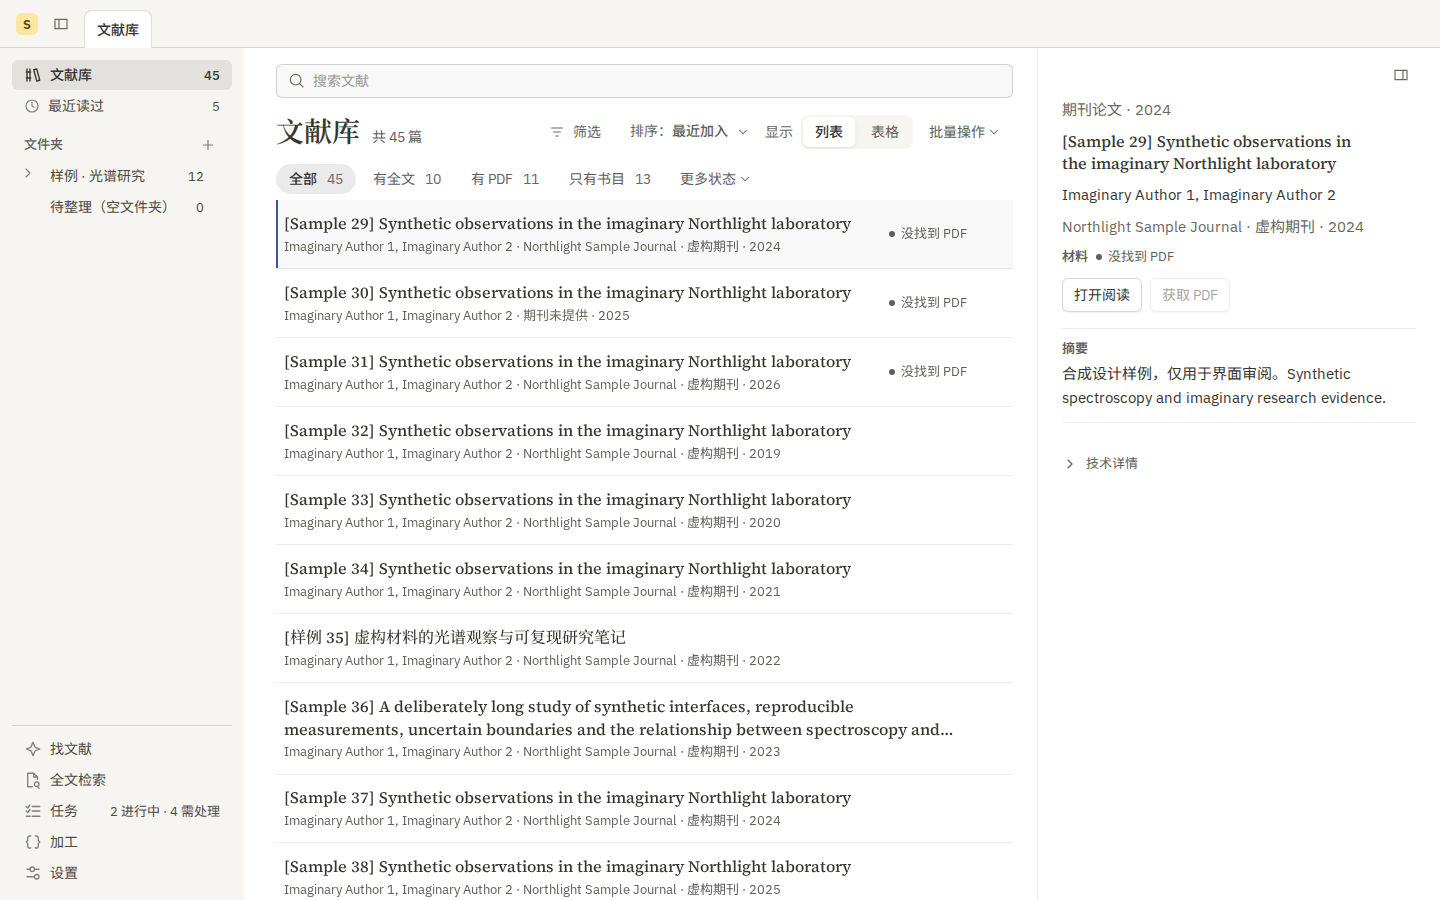 S
文献库
文献库 45
最近读过 5
文件夹
样例 · 光谱研究 12
待整理（空文件夹） 0
找文献
全文检索
任务 2 进行中 · 4 需处理
加工
设置
搜索文献
文献库 共 45 篇 筛选 排序：最近加入 显示 列表 表格 批量操作
全部 45 有全文 10 有 PDF 11 只有书目 13 更多状态
[Sample 29] Synthetic observations in the imaginary Northlight laboratory
Imaginary Author 1, Imaginary Author 2 · Northlight Sample Journal · 虚构期刊 · 2024
没找到 PDF
[Sample 30] Synthetic observations in the imaginary Northlight laboratory
Imaginary Author 1, Imaginary Author 2 · 期刊未提供 · 2025
没找到 PDF
[Sample 31] Synthetic observations in the imaginary Northlight laboratory
Imaginary Author 1, Imaginary Author 2 · Northlight Sample Journal · 虚构期刊 · 2026
没找到 PDF
[Sample 32] Synthetic observations in the imaginary Northlight laboratory
Imaginary Author 1, Imaginary Author 2 · Northlight Sample Journal · 虚构期刊 · 2019
[Sample 33] Synthetic observations in the imaginary Northlight laboratory
Imaginary Author 1, Imaginary Author 2 · Northlight Sample Journal · 虚构期刊 · 2020
[Sample 34] Synthetic observations in the imaginary Northlight laboratory
Imaginary Author 1, Imaginary Author 2 · Northlight Sample Journal · 虚构期刊 · 2021
[样例 35] 虚构材料的光谱观察与可复现研究笔记
Imaginary Author 1, Imaginary Author 2 · Northlight Sample Journal · 虚构期刊 · 2022
[Sample 36] A deliberately long study of synthetic interfaces, reproducible
measurements, uncertain boundaries and the relationship between spectroscopy and…
Imaginary Author 1, Imaginary Author 2 · Northlight Sample Journal · 虚构期刊 · 2023
[Sample 37] Synthetic observations in the imaginary Northlight laboratory
Imaginary Author 1, Imaginary Author 2 · Northlight Sample Journal · 虚构期刊 · 2024
[Sample 38] Synthetic observations in the imaginary Northlight laboratory
Imaginary Author 1, Imaginary Author 2 · Northlight Sample Journal · 虚构期刊 · 2025
期刊论文 · 2024
[Sample 29] Synthetic observations in
the imaginary Northlight laboratory
Imaginary Author 1, Imaginary Author 2
Northlight Sample Journal · 虚构期刊 · 2024
材料 没找到 PDF
打开阅读 获取 PDF
摘要
合成设计样例，仅用于界面审阅。Synthetic
spectroscopy and imaginary research evidence.
技术详情